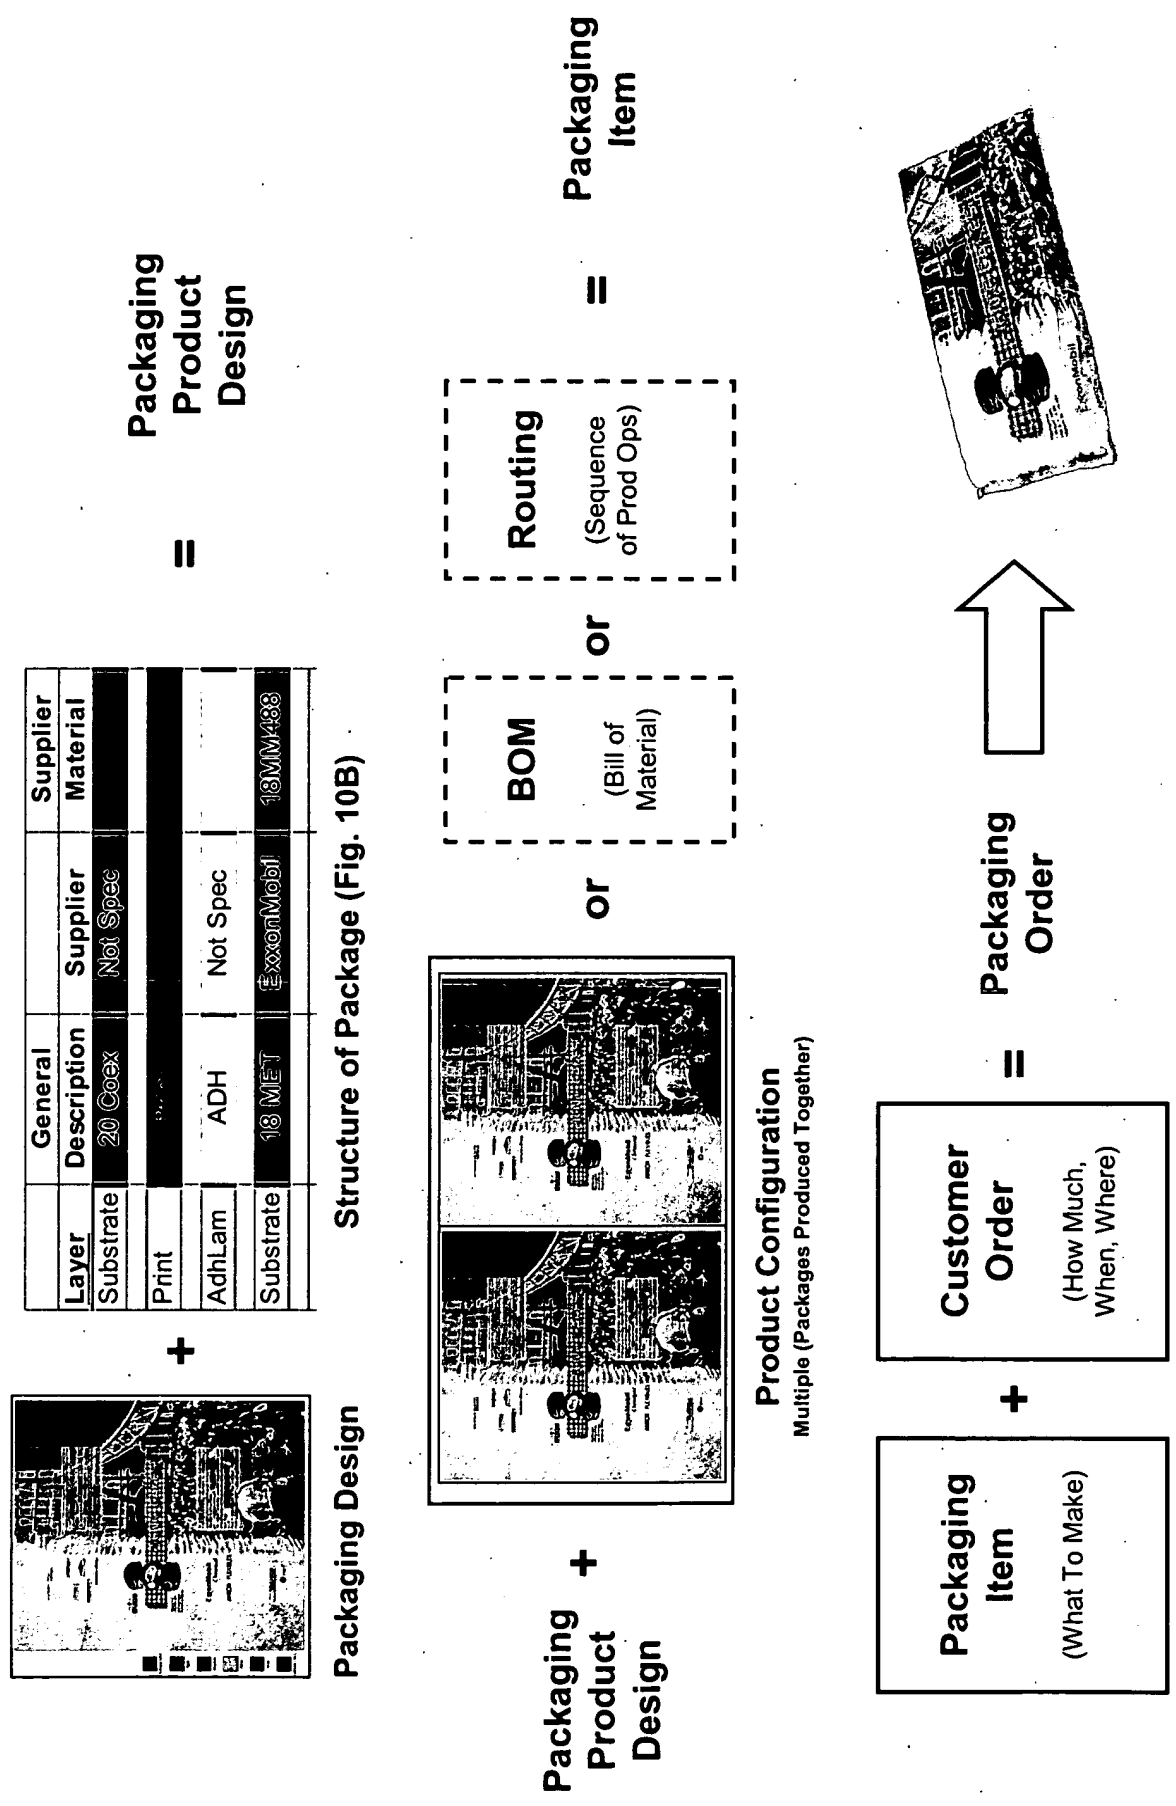 General
Supplier
Layer Description Supplier Material
Substrate 20 Coex Not Spec
Print
AdhLam ADH Not Spec
Substrate 18 MET ExxonMobil 18MM488
+
=
Packaging
Product
Design
Packaging Design
Structure of Package (Fig. 10B)
Packaging
Product
Design
+
or
BOM
(Bill of
Material)
or
Routing
(Sequence
of Prod Ops)
=
Packaging
Item
Product Configuration
Multiple (Packages Produced Together)
Packaging
Item
(What To Make)
+
Customer
Order
(How Much,
When, Where)
=
Packaging
Order
ExxonMobil